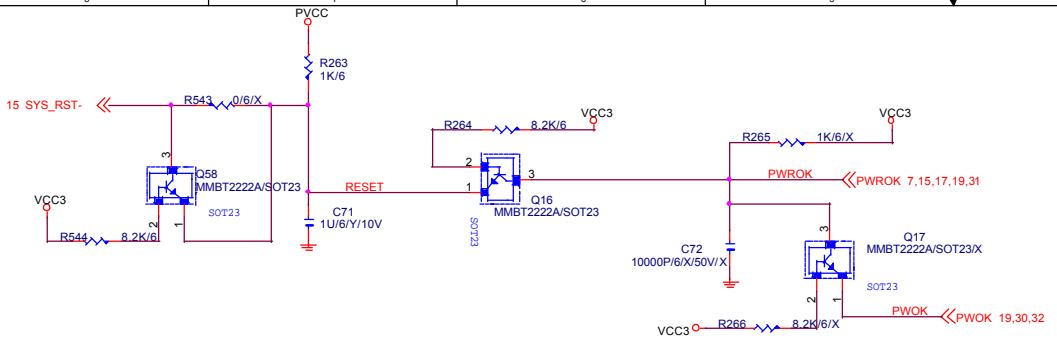 PVCC
R263
1K/6
15 SYS_RST-
R543 0/6/X
3
Q58
MMBT2222A/SOT23
SOT23
VCC3
2
1
R544 8.2K/6
RESET
C71
1U/6/Y/10V
R264 8.2K/6
VCC3
2
1
3
Q16
MMBT2222A/SOT23
SOT23
VCC3
R265 1K/6/X
PWROK
PWROK 7,15,17,19,31
C72
10000P/6/X/50V/X
3
Q17
MMBT2222A/SOT23/X
SOT23
2
1
PWOK
PWOK 19,30,32
VCC3
R266 8.2K/6/X